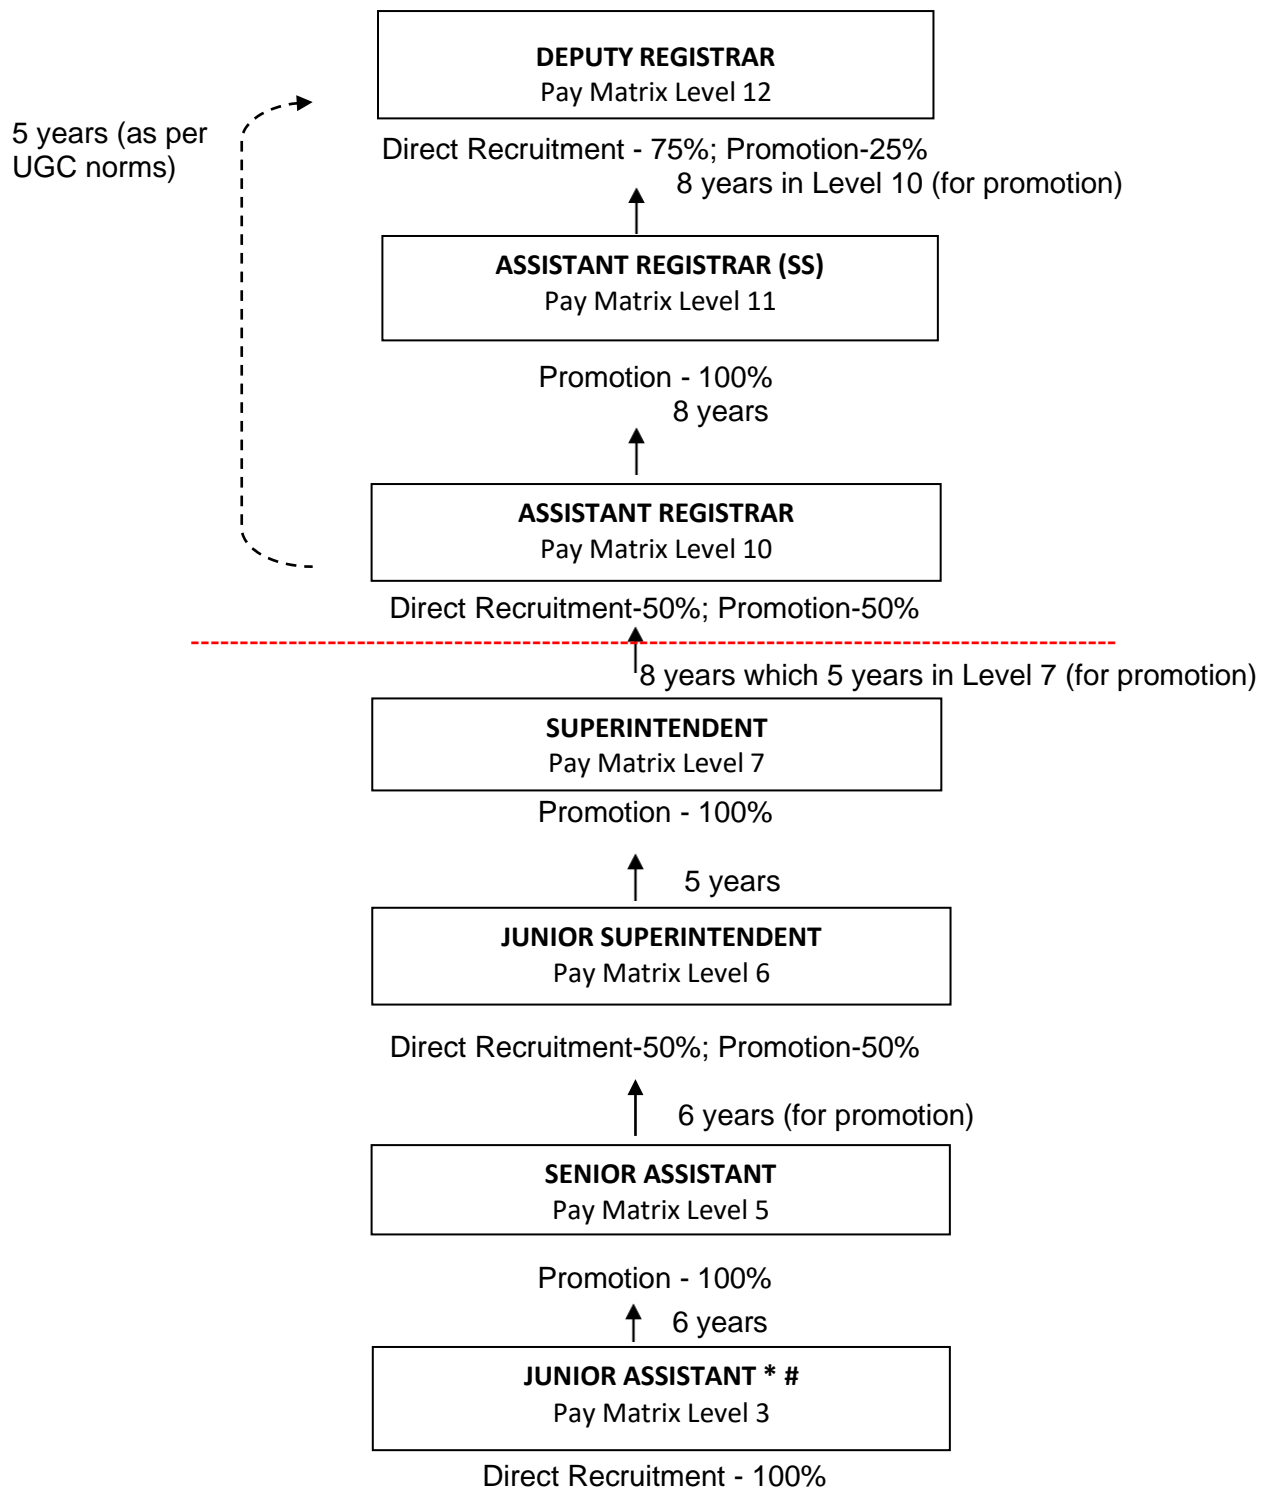 DEPUTY REGISTRAR
Pay Matrix Level 12
5 years (as per
UGC norms)
Direct Recruitment - 75%; Promotion-25%
8 years in Level 10 (for promotion)
ASSISTANT REGISTRAR (SS)
Pay Matrix Level 11
Promotion - 100%
8 years
ASSISTANT REGISTRAR
Pay Matrix Level 10
Direct Recruitment-50%; Promotion-50%
8 years which 5 years in Level 7 (for promotion)
SUPERINTENDENT
Pay Matrix Level 7
Promotion - 100%
5 years
JUNIOR SUPERINTENDENT
Pay Matrix Level 6
Direct Recruitment-50%; Promotion-50%
6 years (for promotion)
SENIOR ASSISTANT
Pay Matrix Level 5
Promotion - 100%
6 years
JUNIOR ASSISTANT * #
Pay Matrix Level 3
Direct Recruitment - 100%